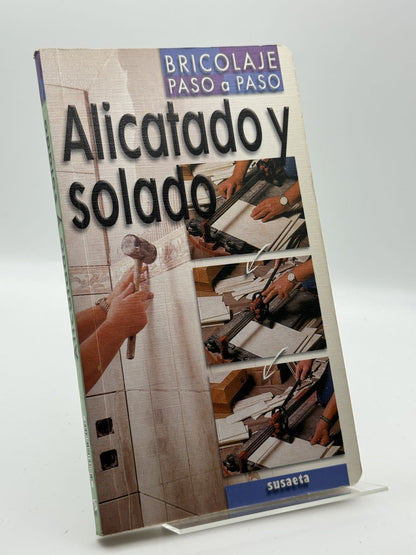 BRICOLAJE
PASO a PASO
Alicatado y
solado
susaeta